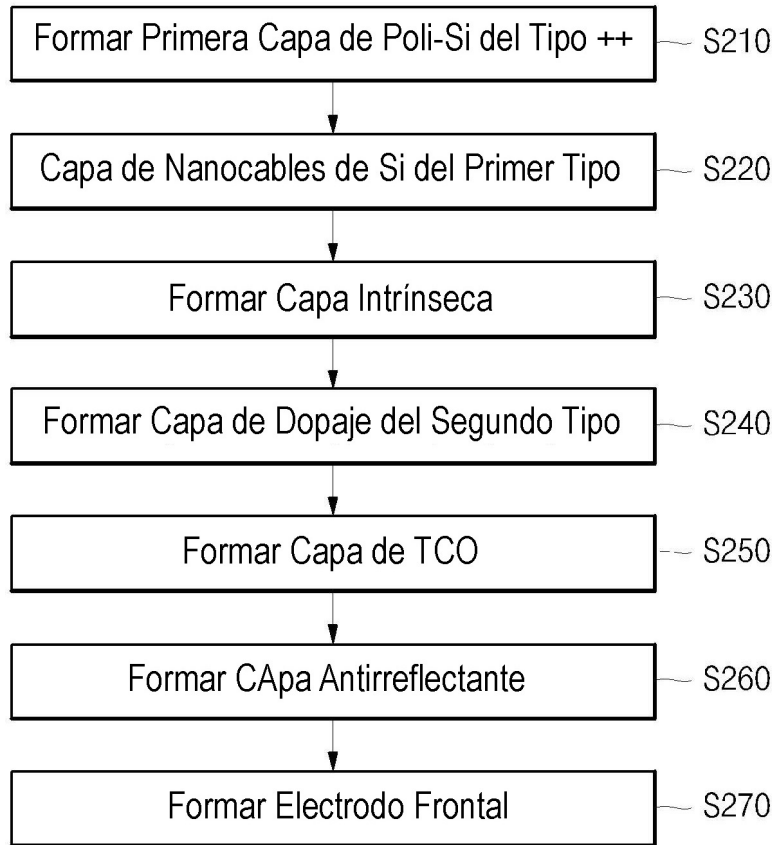 Formar Primera Capa de Poli-Si del Tipo ++ S210
Capa de Nanocables de Si del Primer Tipo S220
Formar Capa Intrínseca S230
Formar Capa de Dopaje del Segundo Tipo S240
Formar Capa de TCO S250
Formar CApa Antirreflectante S260
Formar Electrodo Frontal S270